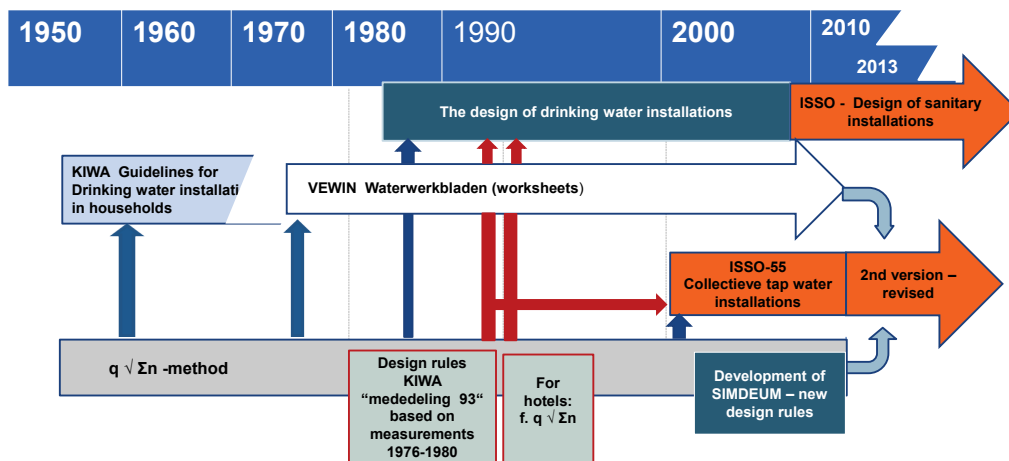 1950 1960 1970 1980 1990 2000 2010
2013
The design of drinking water installations
ISSO - Design of sanitary
installations
KIWA Guidelines for
Drinking water installati
in households
VEWIN Waterwerkbladen (worksheets)
ISSO-55
Collectieve tap water
installations
2nd version –
revised
q √ Σn -method
Design rules
KIWA
“mededeling 93“
based on
measurements
1976-1980
For
hotels:
f. q √ Σn
Development of
SIMDEUM – new
design rules